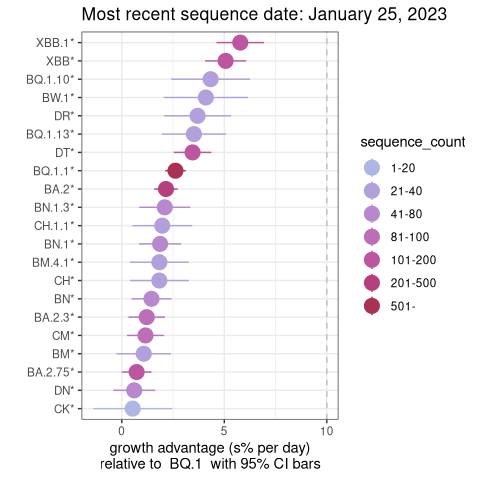 Most recent sequence date: January 25, 2023
XBB.1*
XBB*
BQ.1.10*
BW.1*
DR*
BQ.1.13*
DT*
BQ.1.1*
BA.2*
BN.1.3*
CH.1.1*
BN.1*
BM.4.1*
CH*
BN*
BA.2.3*
CM*
BM*
BA.2.75*
DN*
CK*
0 5 10
growth advantage (s% per day)
relative to BQ.1 with 95% CI bars
sequence_count
1-20
21-40
41-80
81-100
101-200
201-500
501-